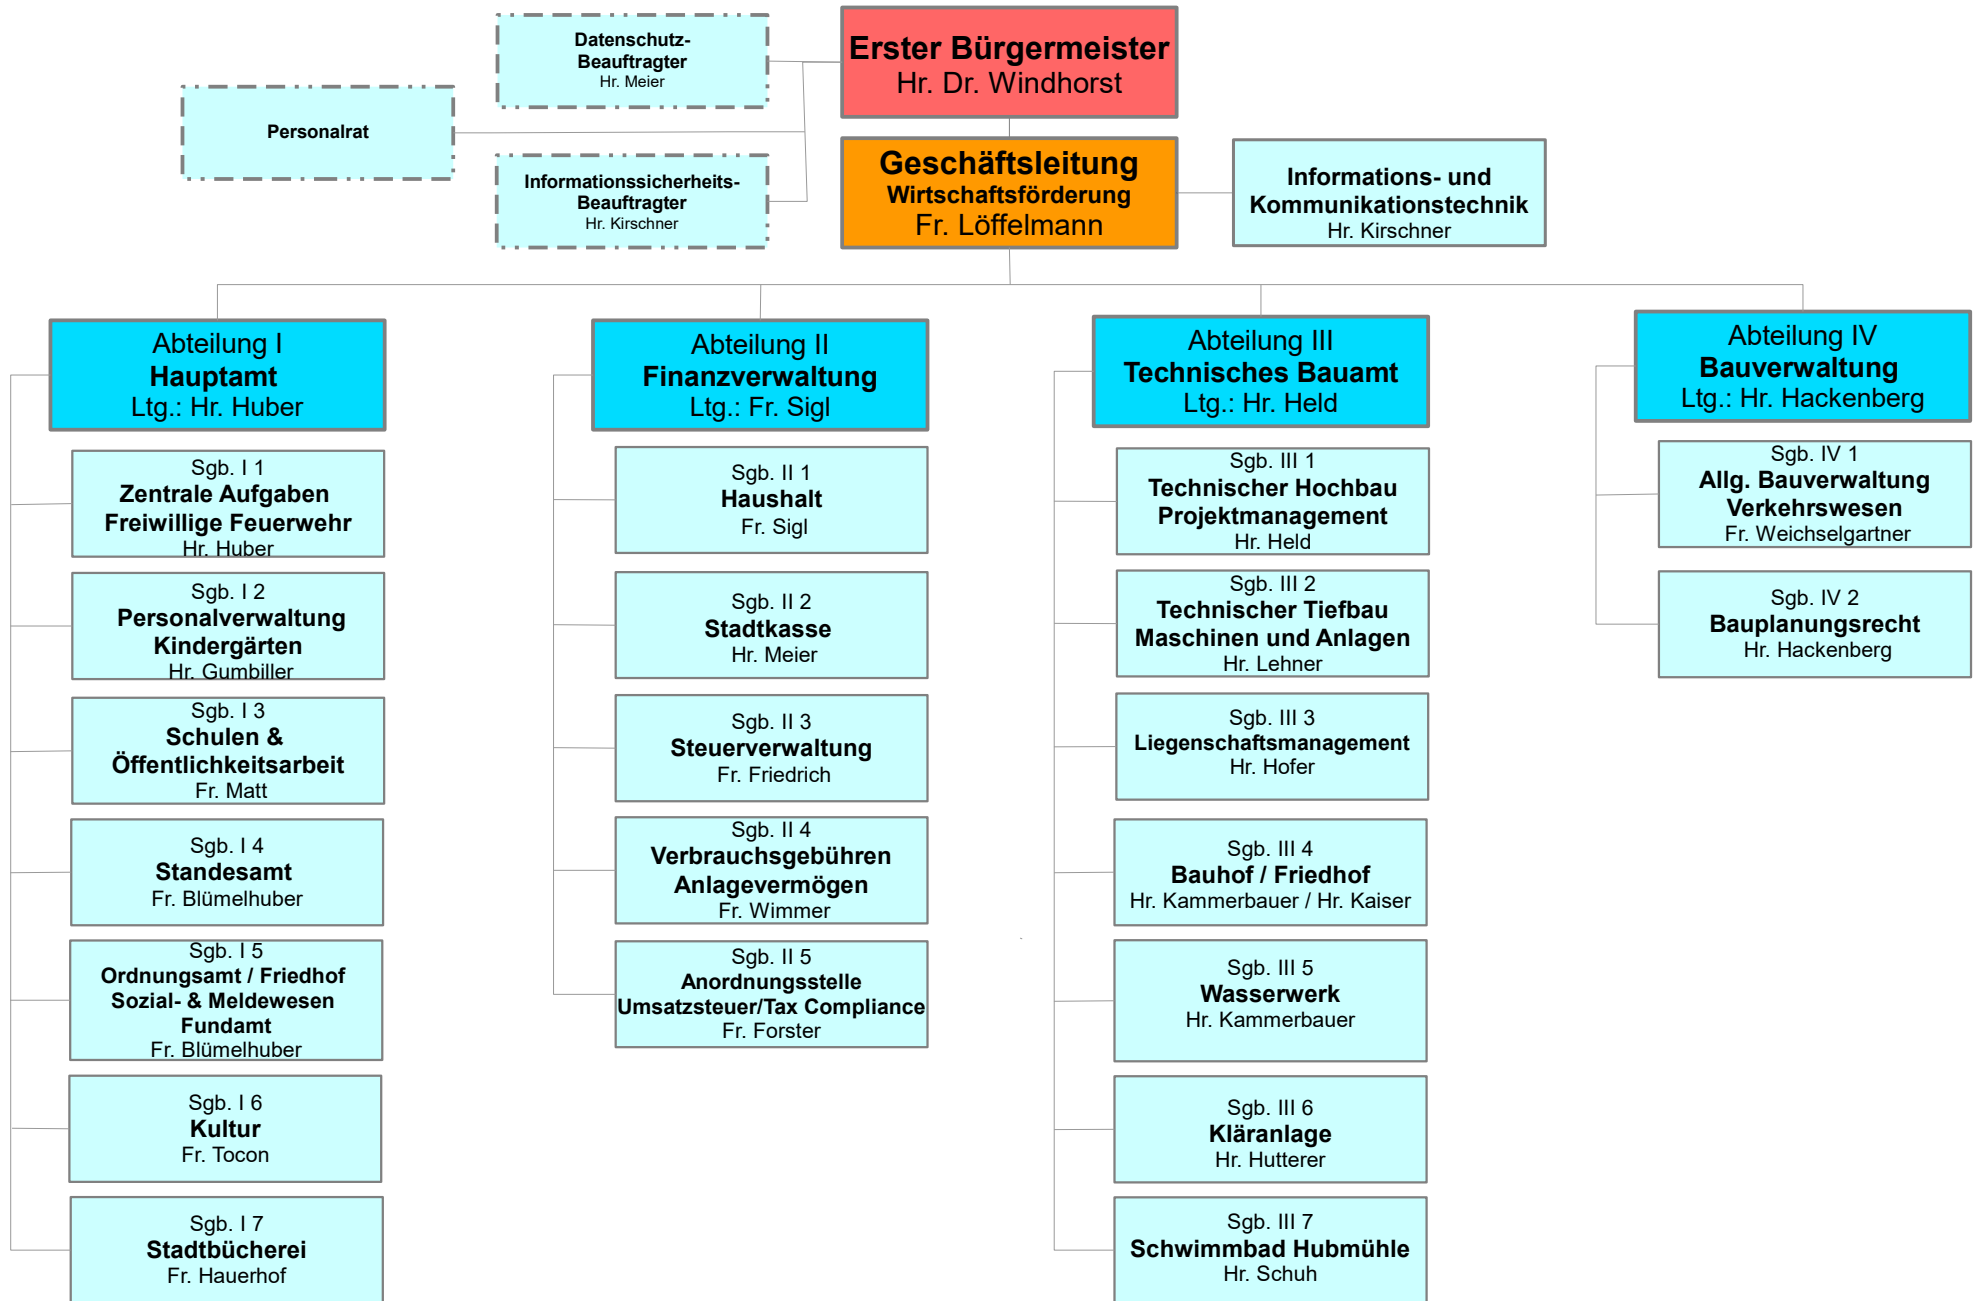 Datenschutz-
Beauftragter
Hr. Meier
Erster Bürgermeister
Hr. Dr. Windhorst
Personalrat
Informationssicherheits-
Beauftragter
Hr. Kirschner
Geschäftsleitung
Wirtschaftsförderung
Fr. Löffelmann
Informations- und
Kommunikationstechnik
Hr. Kirschner
Abteilung I
Hauptamt
Ltg.: Hr. Huber
Sgb. I 1
Zentrale Aufgaben
Freiwillige Feuerwehr
Hr. Huber
Sgb. I 2
Personalverwaltung
Kindergärten
Hr. Gumbiller
Sgb. I 3
Schulen &
Öffentlichkeitsarbeit
Fr. Matt
Sgb. I 4
Standesamt
Fr. Blümelhuber
Sgb. I 5
Ordnungsamt / Friedhof
Sozial- & Meldewesen
Fundamt
Fr. Blümelhuber
Sgb. I 6
Kultur
Fr. Tocon
Sgb. I 7
Stadtbücherei
Fr. Hauerhof
Abteilung II
Finanzverwaltung
Ltg.: Fr. Sigl
Sgb. II 1
Haushalt
Fr. Sigl
Sgb. II 2
Stadtkasse
Hr. Meier
Sgb. II 3
Steuerverwaltung
Fr. Friedrich
Sgb. II 4
Verbrauchsgebühren
Anlagevermögen
Fr. Wimmer
Sgb. II 5
Anordnungsstelle
Umsatzsteuer/Tax Compliance
Fr. Forster
Abteilung III
Technisches Bauamt
Ltg.: Hr. Held
Sgb. III 1
Technischer Hochbau
Projektmanagement
Hr. Held
Sgb. III 2
Technischer Tiefbau
Maschinen und Anlagen
Hr. Lehner
Sgb. III 3
Liegenschaftsmanagement
Hr. Hofer
Sgb. III 4
Bauhof / Friedhof
Hr. Kammerbauer / Hr. Kaiser
Sgb. III 5
Wasserwerk
Hr. Kammerbauer
Sgb. III 6
Kläranlage
Hr. Hutterer
Sgb. III 7
Schwimmbad Hubmühle
Hr. Schuh
Abteilung IV
Bauverwaltung
Ltg.: Hr. Hackenberg
Sgb. IV 1
Allg. Bauverwaltung
Verkehrswesen
Fr. Weichselgartner
Sgb. IV 2
Bauplanungsrecht
Hr. Hackenberg